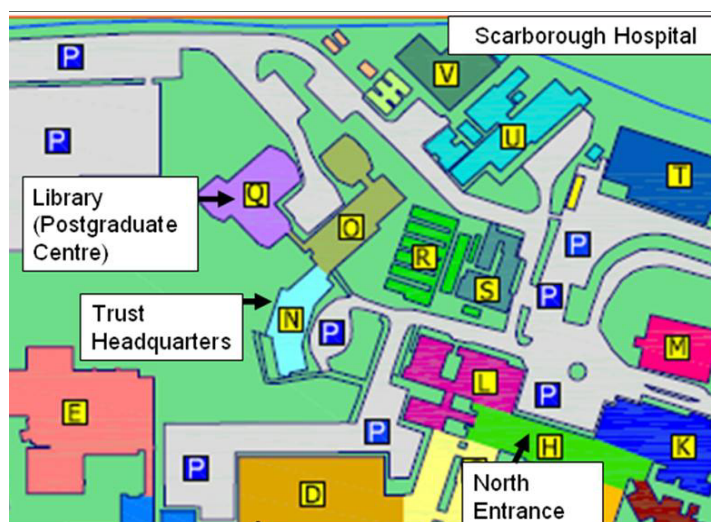 Scarborough Hospital
P
V
P
U
T
Library
(Postgraduate
Centre)
Q
O
P
R
S
P
Trust
Headquarters
N
P
M
L
P
E
P
H
K
P
D
North
Entrance